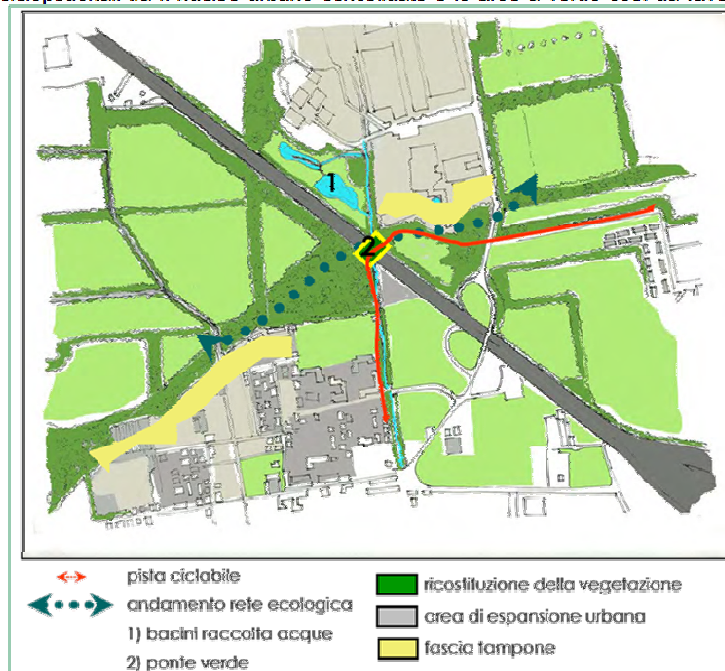 1
2
pista ciclabile
andamento rete ecologica
1) bacini raccolta acque
2) ponte verde
ricostituzione della vegetazione
area di espansione urbana
fascia tampone